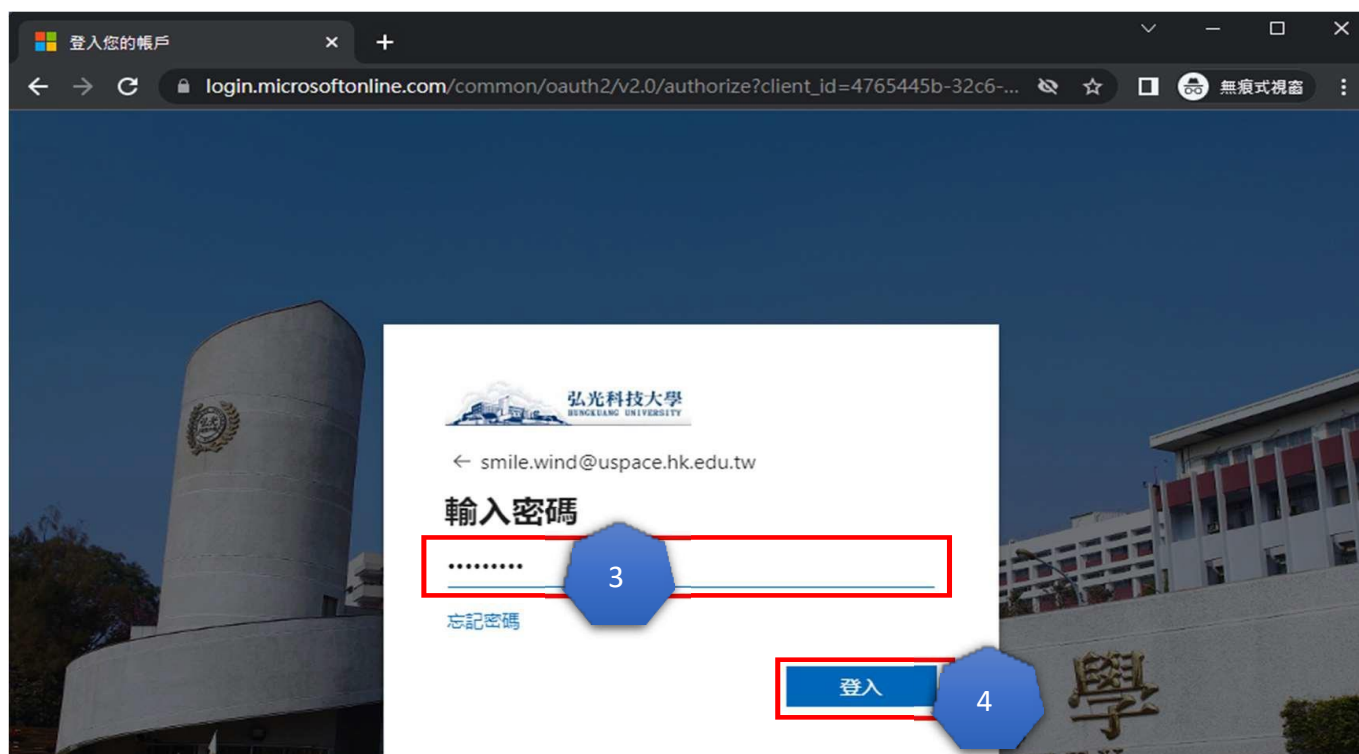 登入您的帳戶
login.microsoftonline.com/common/oauth2/v2.0/authorize?client_id=4765445b-32c6-...
無痕式視窗
弘光科技大學
HUNGKUANG UNIVERSITY
← smile.wind@uspace.hk.edu.tw
輸入密碼
•••••••••
3
忘記密碼
登入
4
弘光
學